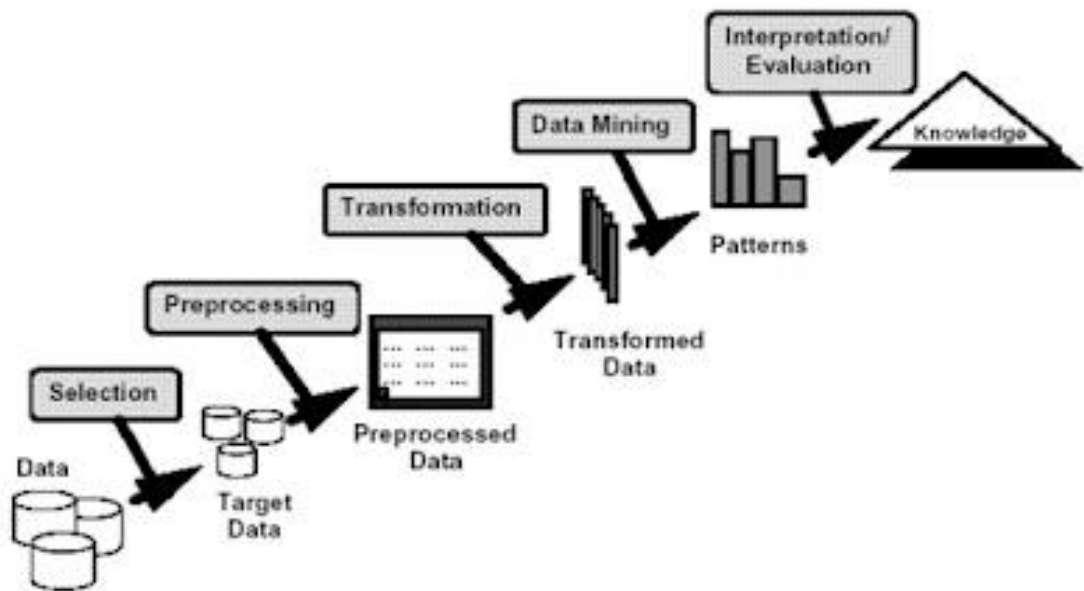 Interpretation/
Evaluation
Data Mining
Knowledge
Transformation
Patterns
Preprocessing
Transformed
Data
Selection
Preprocessed
Data
Data
Target
Data